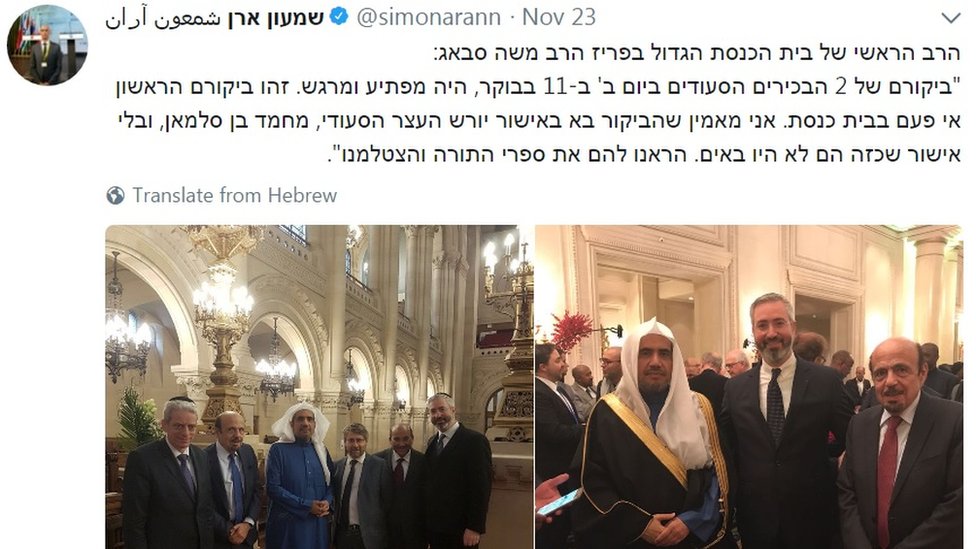 شمعون آران שמעון ארן @simonarann · Nov 23
הרב הראשי של בית הכנסת הגדול בפריז הרב משה סבאג:
"ביקורם של 2 הבכירים הסעודים ביום ב' ב-11 בבוקר, היה מפתיע ומרגש. זהו ביקורם הראשון
אי פעם בבית כנסת. אני מאמין שהביקור בא באישור יורש העצר הסעודי, מחמד בן סלמאן, ובלי
אישור שכזה הם לא היו באים. הראנו להם את ספרי התורה והצטלמנו".
Translate from Hebrew